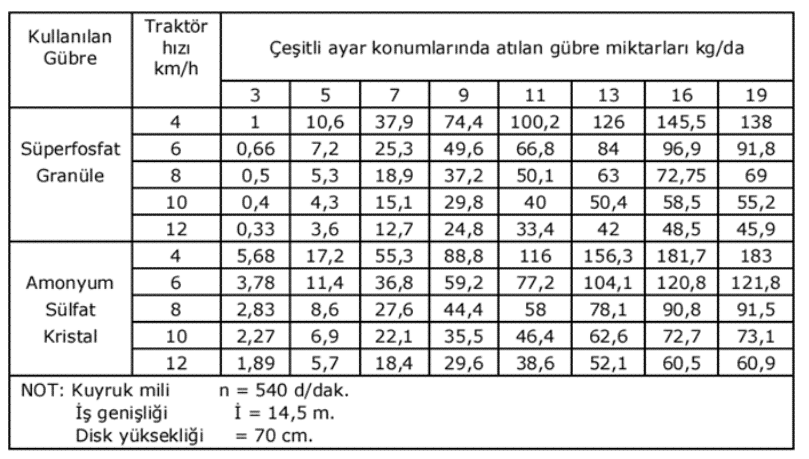 Kullanılan Gübre Traktör hızı km/h Çeşitli ayar konumlarında atılan gübre miktarları kg/da
3 5 7 9 11 13 16 19
Süperfosfat Granüle
4 1 10,6 37,9 74,4 100,2 126 145,5 138
6 0,66 7,2 25,3 49,6 66,8 84 96,9 91,8
8 0,5 5,3 18,9 37,2 50,1 63 72,75 69
10 0,4 4,3 15,1 29,8 40 50,4 58,5 55,2
12 0,33 3,6 12,7 24,8 33,4 42 48,5 45,9
Amonyum Sülfat Kristal
4 5,68 17,2 55,3 88,8 116 156,3 181,7 183
6 3,78 11,4 36,8 59,2 77,2 104,1 120,8 121,8
8 2,83 8,6 27,6 44,4 58 78,1 90,8 91,5
10 2,27 6,9 22,1 35,5 46,4 62,6 72,7 73,1
12 1,89 5,7 18,4 29,6 38,6 52,1 60,5 60,9
NOT: Kuyruk mili n = 540 d/dak.
İş genişliği İ = 14,5 m.
Disk yüksekliği = 70 cm.